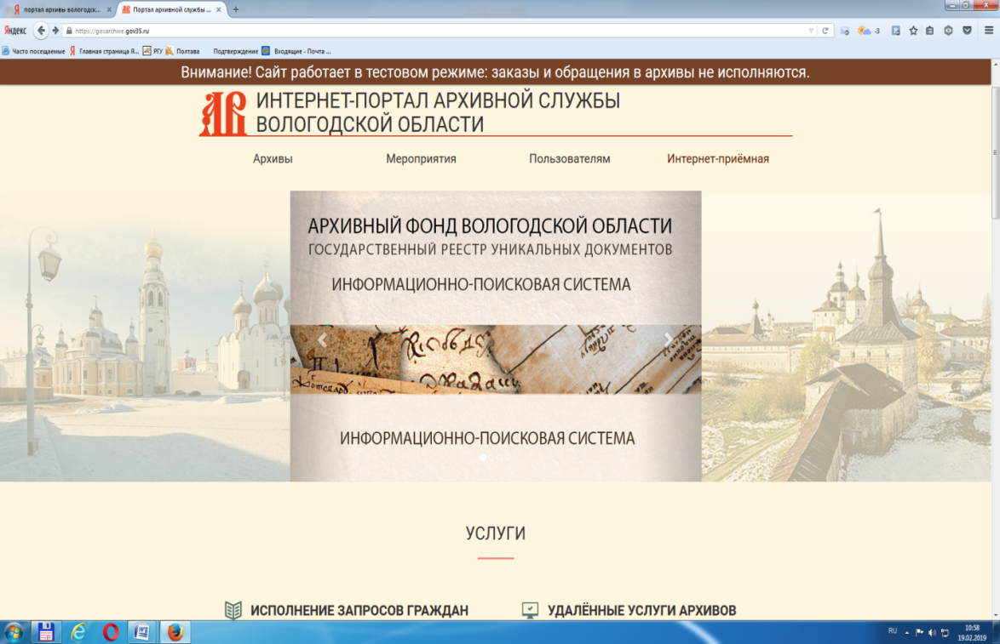 портал архивы вологодск...
Портал архивной службы ...
Яндекс
https://gosarchive.gov35.ru
-3
Часто посещаемые
Главная страница Я...
РГУ
Полтава
Подтверждение
Входящие - Почта ...
Внимание! Сайт работает в тестовом режиме: заказы и обращения в архивы не исполняются.
ИНТЕРНЕТ-ПОРТАЛ АРХИВНОЙ СЛУЖБЫ
ВОЛОГОДСКОЙ ОБЛАСТИ
Архивы
Мероприятия
Пользователям
Интернет-приёмная
АРХИВНЫЙ ФОНД ВОЛОГОДСКОЙ ОБЛАСТИ
ГОСУДАРСТВЕННЫЙ РЕЕСТР УНИКАЛЬНЫХ ДОКУМЕНТОВ
ИНФОРМАЦИОННО-ПОИСКОВАЯ СИСТЕМА
ИНФОРМАЦИОННО-ПОИСКОВАЯ СИСТЕМА
УСЛУГИ
ИСПОЛНЕНИЕ ЗАПРОСОВ ГРАЖДАН
УДАЛЁННЫЕ УСЛУГИ АРХИВОВ
RU
10:58
19.02.2019